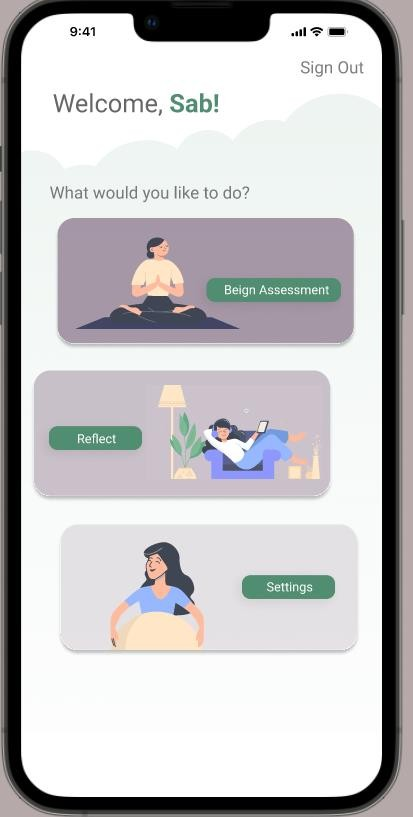 9:41
Sign Out
Welcome, Sab!
What would you like to do?
Beign Assessment
Reflect
Settings